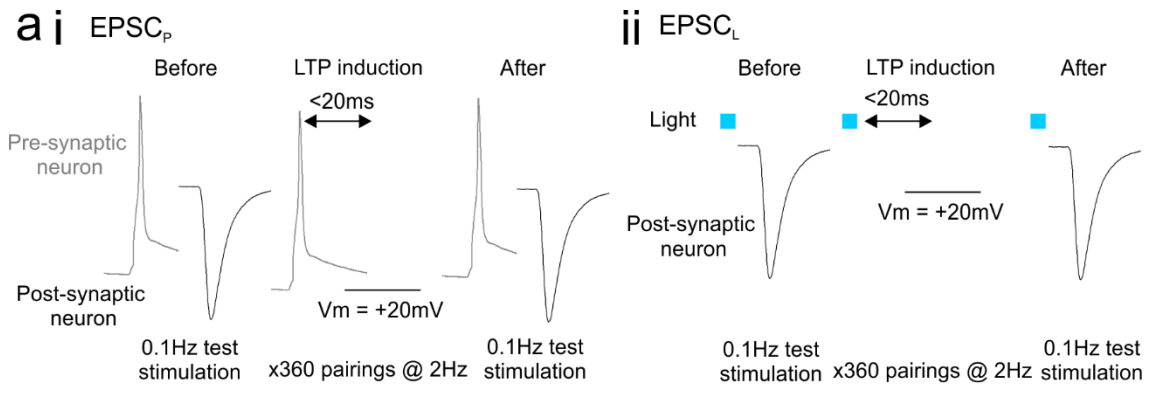 a i EPSCP
Before
LTP induction
After
<20ms
Pre-synaptic
neuron
Post-synaptic
neuron
Vm = +20mV
0.1Hz test
stimulation
x360 pairings @ 2Hz
0.1Hz test
stimulation
ii EPSCL
Before
LTP induction
After
<20ms
Light
Post-synaptic
neuron
Vm = +20mV
0.1Hz test
stimulation
x360 pairings @ 2Hz
0.1Hz test
stimulation